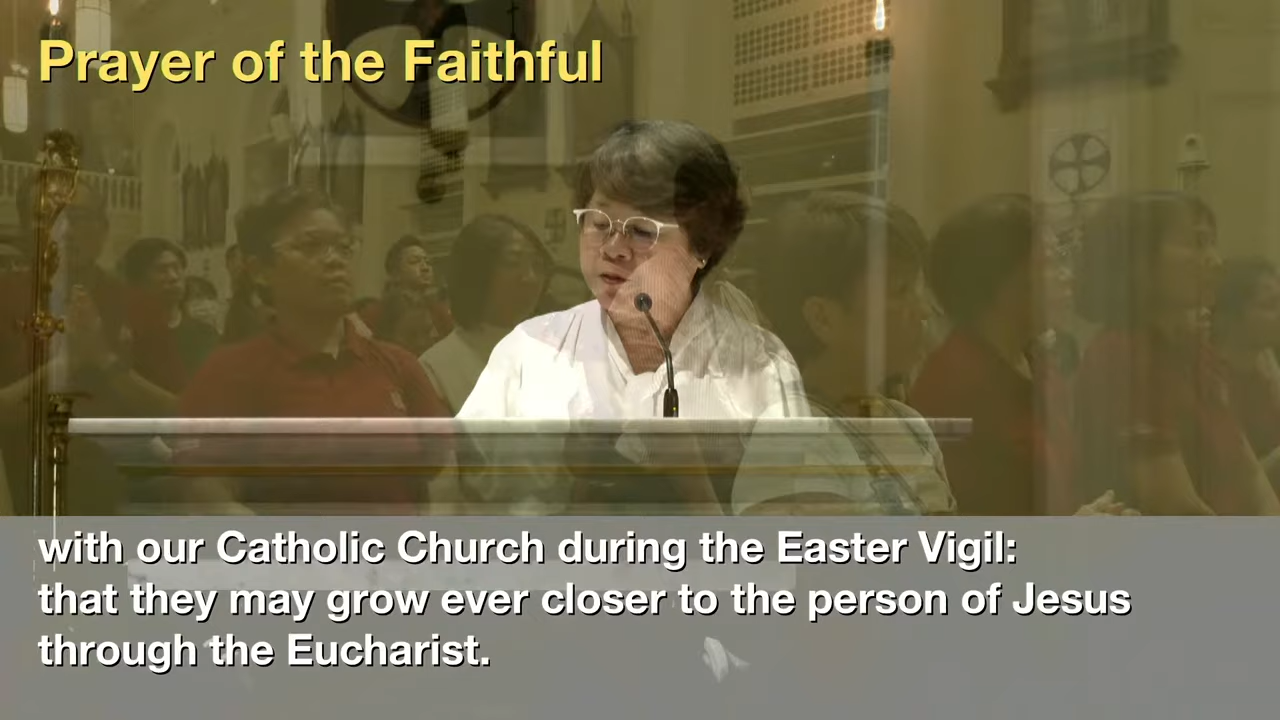 Prayer of the Faithful
with our Catholic Church during the Easter Vigil:
that they may grow ever closer to the person of Jesus
through the Eucharist.